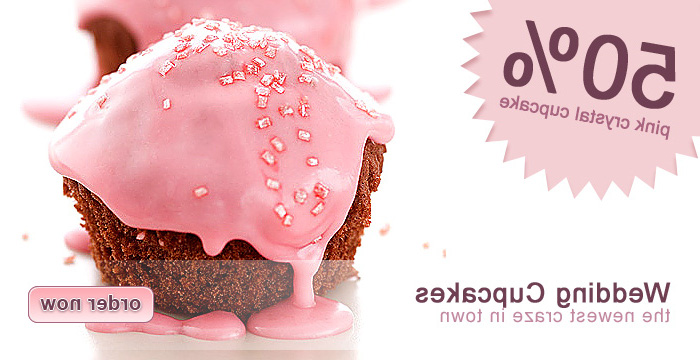 50%
pink crystal cupcake
Wedding Cupcakes
the newest craze in town
order now